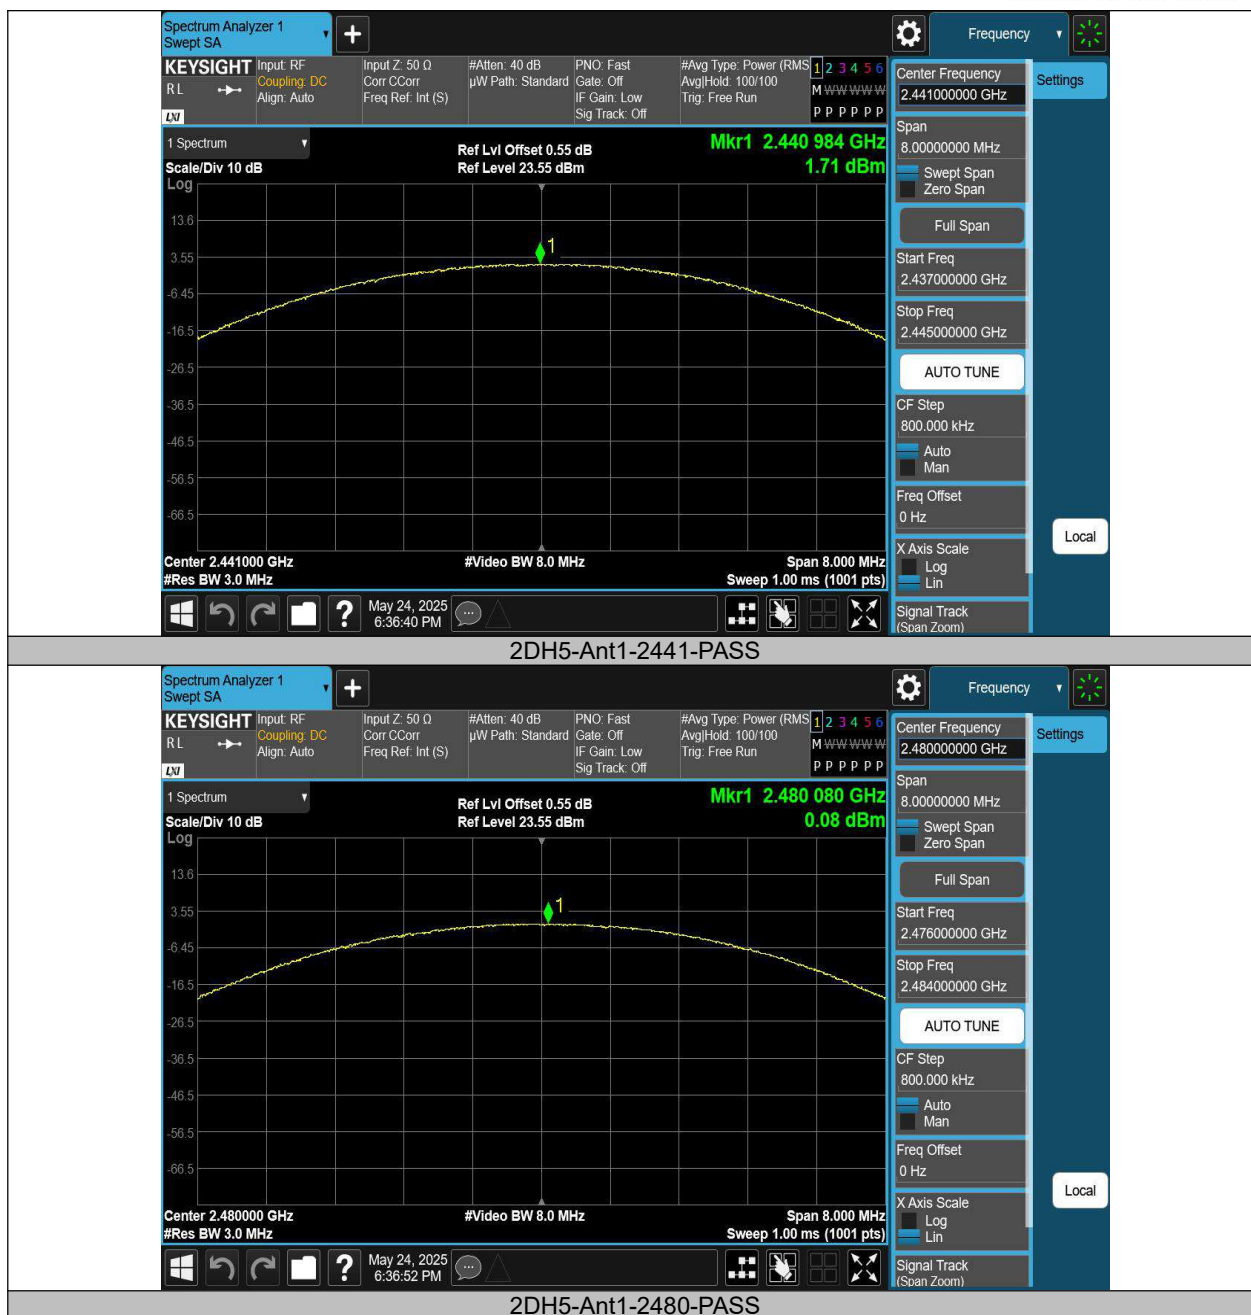 Spectrum Analyzer 1
Swept SA
Frequency
KEYSIGHT
RL
LXI
Input: RF
Coupling: DC
Align: Auto
Input Z: 50 Ω
Corr CCorr
Freq Ref: Int (S)
#Atten: 40 dB
µW Path: Standard
PNO: Fast
Gate: Off
IF Gain: Low
Sig Track: Off
#Avg Type: Power (RMS
Avg|Hold: 100/100
Trig: Free Run
1 2 3 4 5 6
M W W W W W
P P P P P P
1 Spectrum
Scale/Div 10 dB
Ref Lvl Offset 0.55 dB
Ref Level 23.55 dBm
Mkr1 2.440 984 GHz
1.71 dBm
Log
13.6
3.55
-6.45
-16.5
-26.5
-36.5
-46.5
-56.5
-66.5
1
Center 2.441000 GHz
#Res BW 3.0 MHz
#Video BW 8.0 MHz
Span 8.000 MHz
Sweep 1.00 ms (1001 pts)
May 24, 2025
6:36:40 PM
Center Frequency
2.441000000 GHz
Settings
Span
8.00000000 MHz
Swept Span
Zero Span
Full Span
Start Freq
2.437000000 GHz
Stop Freq
2.445000000 GHz
AUTO TUNE
CF Step
800.000 kHz
Auto
Man
Freq Offset
0 Hz
Local
X Axis Scale
Log
Lin
Signal Track
(Span Zoom)
2DH5-Ant1-2441-PASS
Spectrum Analyzer 1
Swept SA
Frequency
KEYSIGHT
RL
LXI
Input: RF
Coupling: DC
Align: Auto
Input Z: 50 Ω
Corr CCorr
Freq Ref: Int (S)
#Atten: 40 dB
µW Path: Standard
PNO: Fast
Gate: Off
IF Gain: Low
Sig Track: Off
#Avg Type: Power (RMS
Avg|Hold: 100/100
Trig: Free Run
1 2 3 4 5 6
M W W W W W
P P P P P P
1 Spectrum
Scale/Div 10 dB
Ref Lvl Offset 0.55 dB
Ref Level 23.55 dBm
Mkr1 2.480 080 GHz
0.08 dBm
Log
13.6
3.55
-6.45
-16.5
-26.5
-36.5
-46.5
-56.5
-66.5
1
Center 2.480000 GHz
#Res BW 3.0 MHz
#Video BW 8.0 MHz
Span 8.000 MHz
Sweep 1.00 ms (1001 pts)
May 24, 2025
6:36:52 PM
Center Frequency
2.480000000 GHz
Settings
Span
8.00000000 MHz
Swept Span
Zero Span
Full Span
Start Freq
2.476000000 GHz
Stop Freq
2.484000000 GHz
AUTO TUNE
CF Step
800.000 kHz
Auto
Man
Freq Offset
0 Hz
Local
X Axis Scale
Log
Lin
Signal Track
(Span Zoom)
2DH5-Ant1-2480-PASS